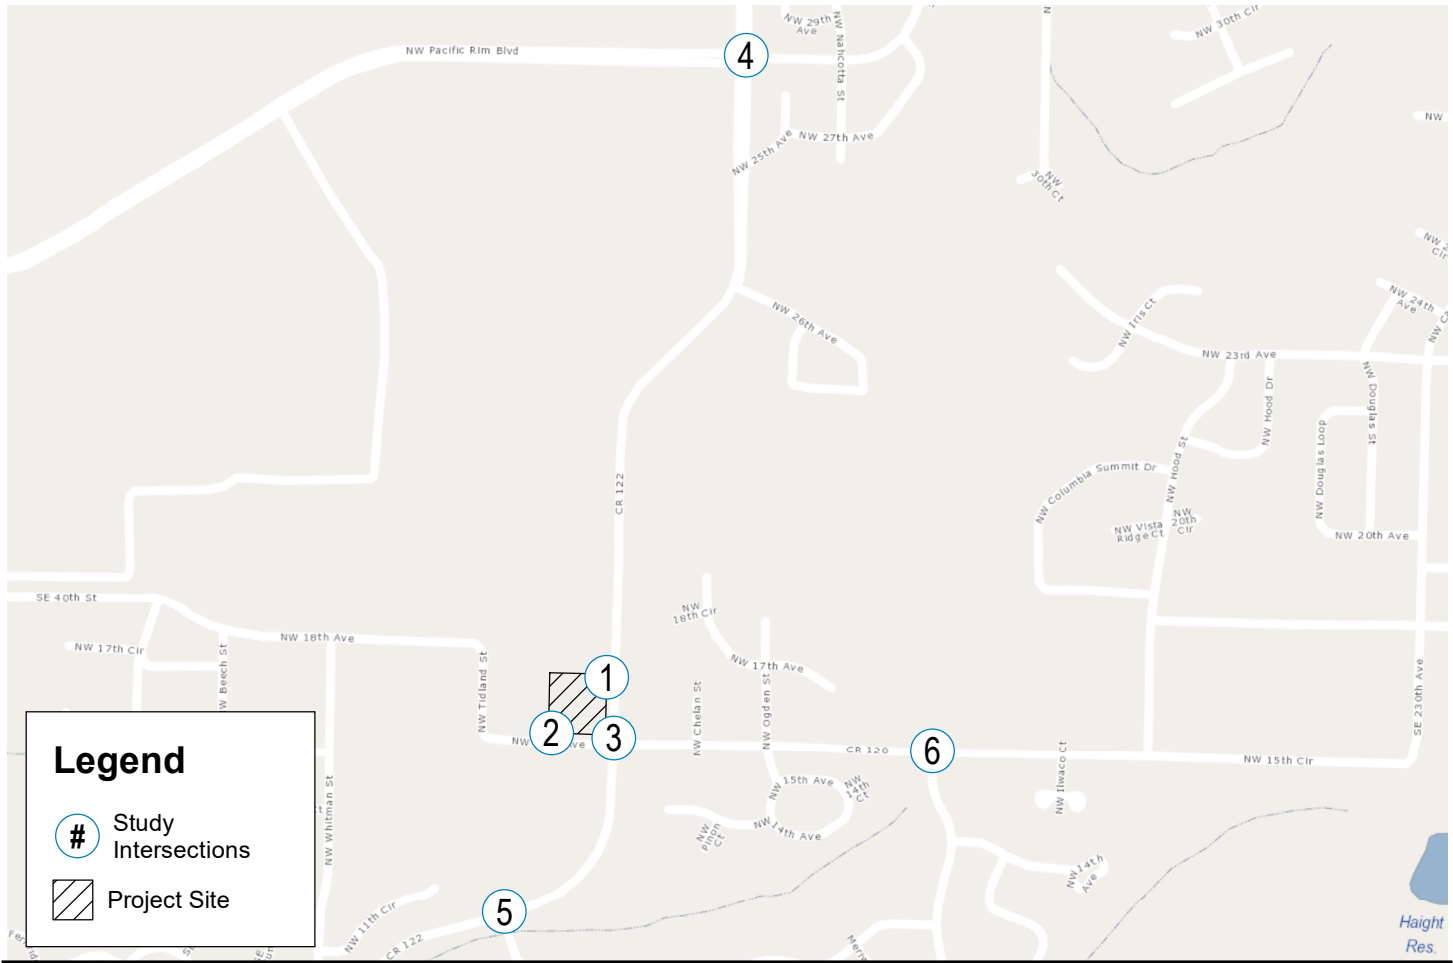 NW 29th
Ave
NW Nahcotta St
N
NW 30th Cir
NW Pacific Rim Blvd
4
NW 25th Ave
NW 27th Ave
NW
NW
30th Ct
NW 26th Ave
NW Iris Ct
NW 24th
Ave
NW 23rd Ave
NW Hood Dr
NW Douglas St
NW Douglas Loop
NW Hood St
NW Columbia Summit Dr
CR 122
NW Vista
Ridge Ct
NW
20th
Cir
NW 20th Ave
SE 40th St
NW 18th Ave
NW 17th Cir
W Beech St
NW Tidland St
NW
18th Cir
NW 17th Ave
NW Chelan St
NW Ogden St
SE 230th Ave
1
2
3
NW
Ave
CR 120
6
NW 15th Cir
NW Ilwaco Ct
NW 15th Ave
NW
14th
Ct
NW 14th Ave
NW
Pinon
Ct
NW 14th
Ave
NW Whitman St
Legend
#
Study
Intersections
Project Site
5
NW 11th Cir
CR 122
Haight
Res.